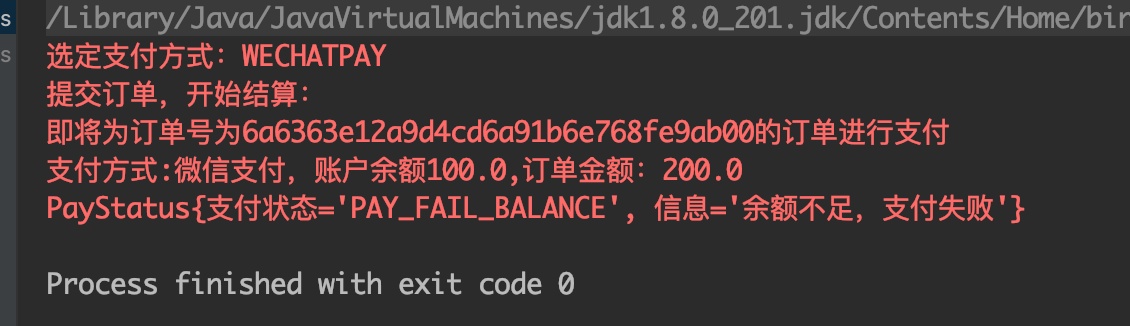 s /Library/Java/JavaVirtualMachines/jdk1.8.0_201.jdk/Contents/Home/bin
s 选定支付方式：WECHATPAY
提交订单，开始结算：
即将为订单号为6a6363e12a9d4cd6a91b6e768fe9ab00的订单进行支付
支付方式:微信支付，账户余额100.0,订单金额：200.0
PayStatus{支付状态='PAY_FAIL_BALANCE', 信息='余额不足，支付失败'}
Process finished with exit code 0